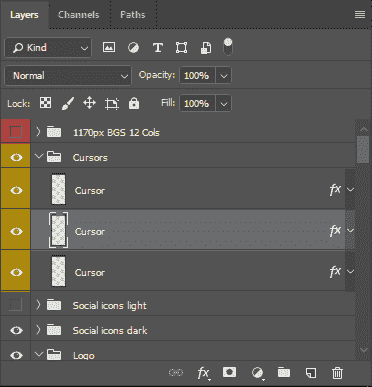 Layers Channels Paths
Kind
Normal Opacity: 100%
Lock: Fill: 100%
1170px BGS 12 Cols
Cursors
Cursor fx
Cursor fx
Cursor fx
Social icons light
Social icons dark
Logo
fx